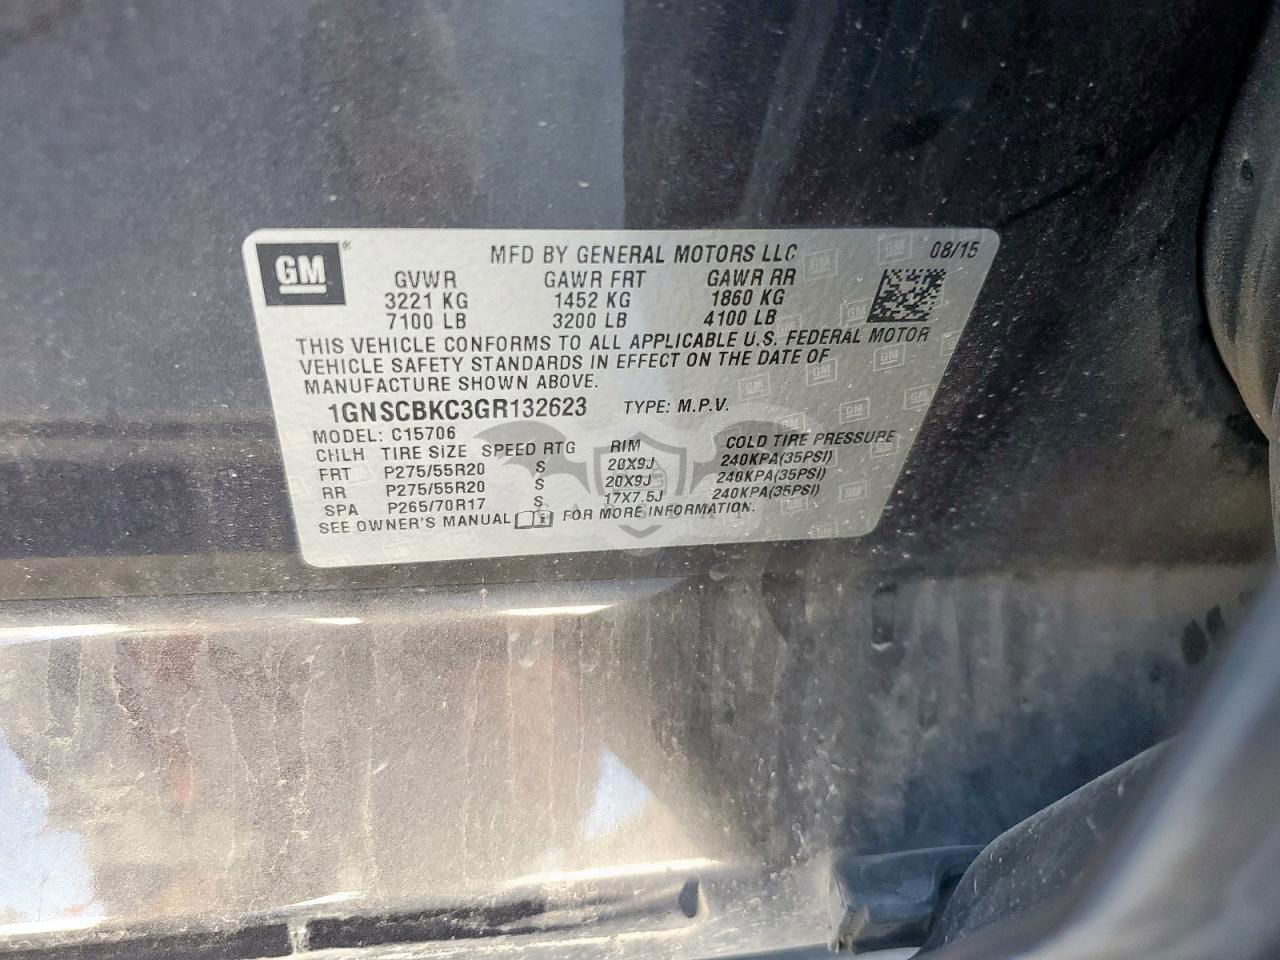 GM ®
MFD BY GENERAL MOTORS LLC 08/15
GVWR GAWR FRT GAWR RR
3221 KG 1452 KG 1860 KG
7100 LB 3200 LB 4100 LB
THIS VEHICLE CONFORMS TO ALL APPLICABLE U.S. FEDERAL MOTOR
VEHICLE SAFETY STANDARDS IN EFFECT ON THE DATE OF
MANUFACTURE SHOWN ABOVE.
1GNSCBKC3GR132623 TYPE: M.P.V.
MODEL: C15706
CHLH TIRE SIZE SPEED RTG RIM COLD TIRE PRESSURE
FRT P275/55R20 S 20X9J 240KPA(35PSI)
RR P275/55R20 S 20X9J 240KPA(35PSI)
SPA P265/70R17 S 17X7.5J 240KPA(35PSI)
SEE OWNER'S MANUAL FOR MORE INFORMATION.